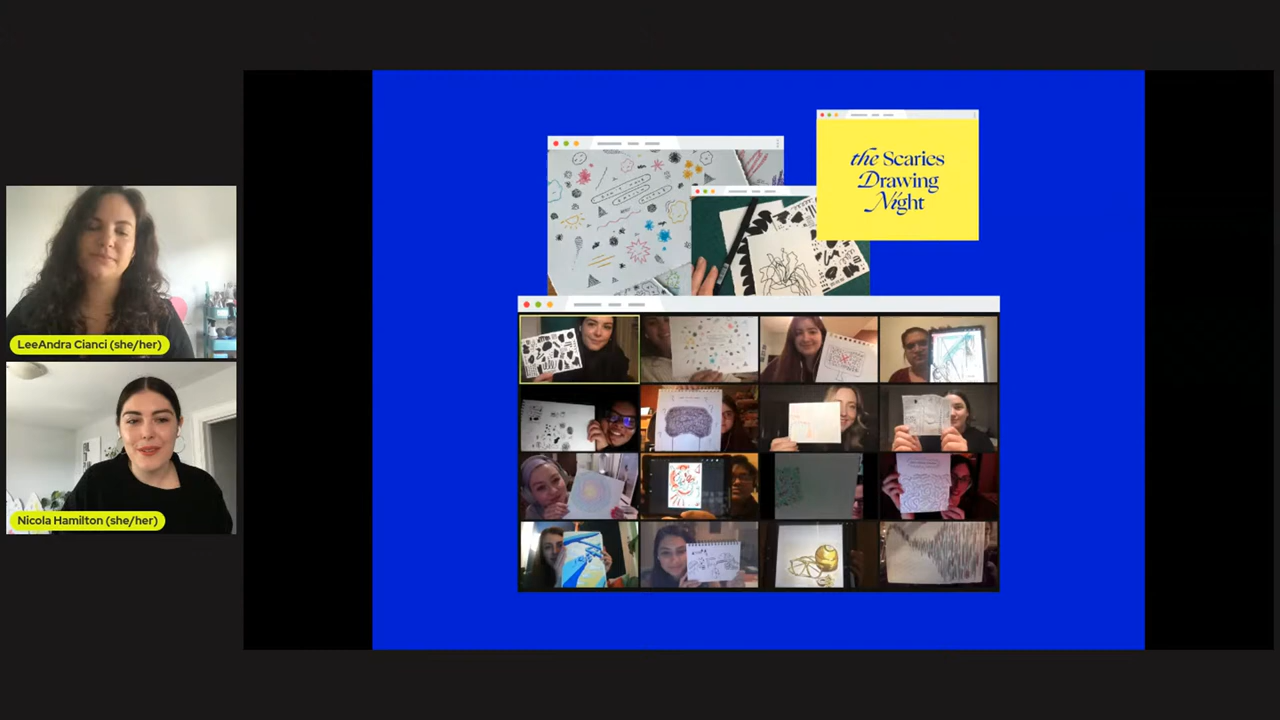 LeeAndra Cianci (she/her)
Nicola Hamilton (she/her)
the Scaries
Drawing
Night